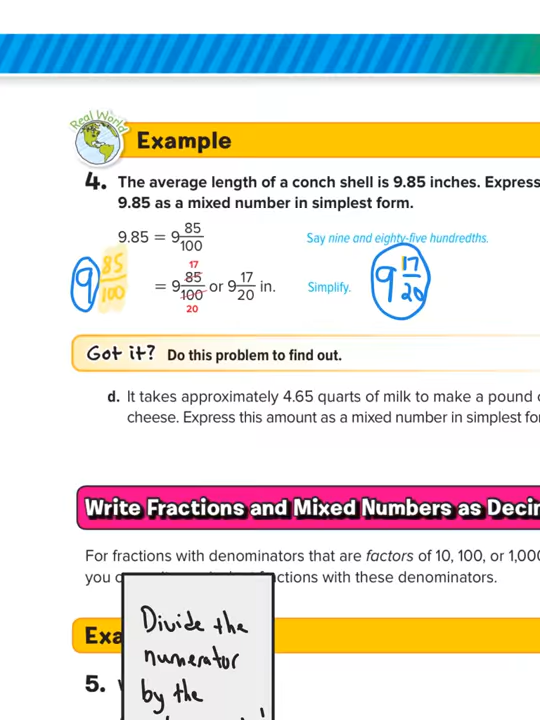 Real World
Example
4. The average length of a conch shell is 9.85 inches. Express
9.85 as a mixed number in simplest form.
9.85 = 9 85/100 Say nine and eighty-five hundredths.
9 85/100
17
= 9 85/100 or 9 17/20 in. Simplify.
20
9 17/20
Got it? Do this problem to find out.
d. It takes approximately 4.65 quarts of milk to make a pound
cheese. Express this amount as a mixed number in simplest
Write Fractions and Mixed Numbers as
For fractions with denominators that are factors of 10, 100, or 1,000
you fractions with these denominators.
Divide the
numerator
by the
5.